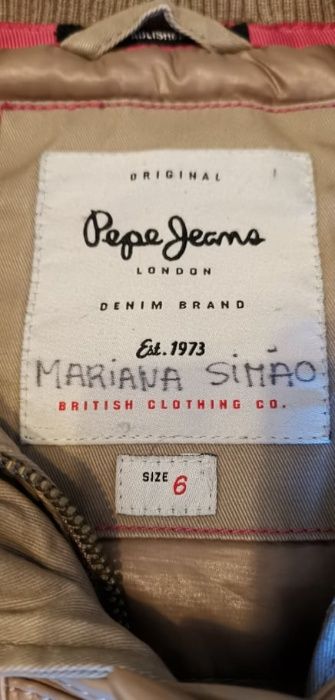 ORIGINAL
Pepe Jeans
LONDON
DENIM BRAND
Est. 1973
MARIANA SIMÃO
BRITISH CLOTHING CO.
SIZE 6